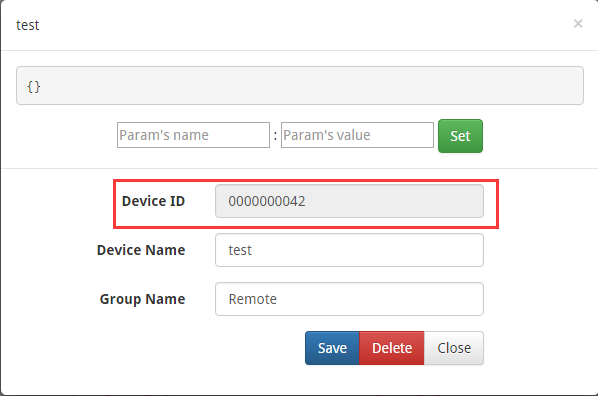 test ×
{}
Param's name : Param's value Set
Device ID 0000000042
Device Name test
Group Name Remote
Save Delete Close